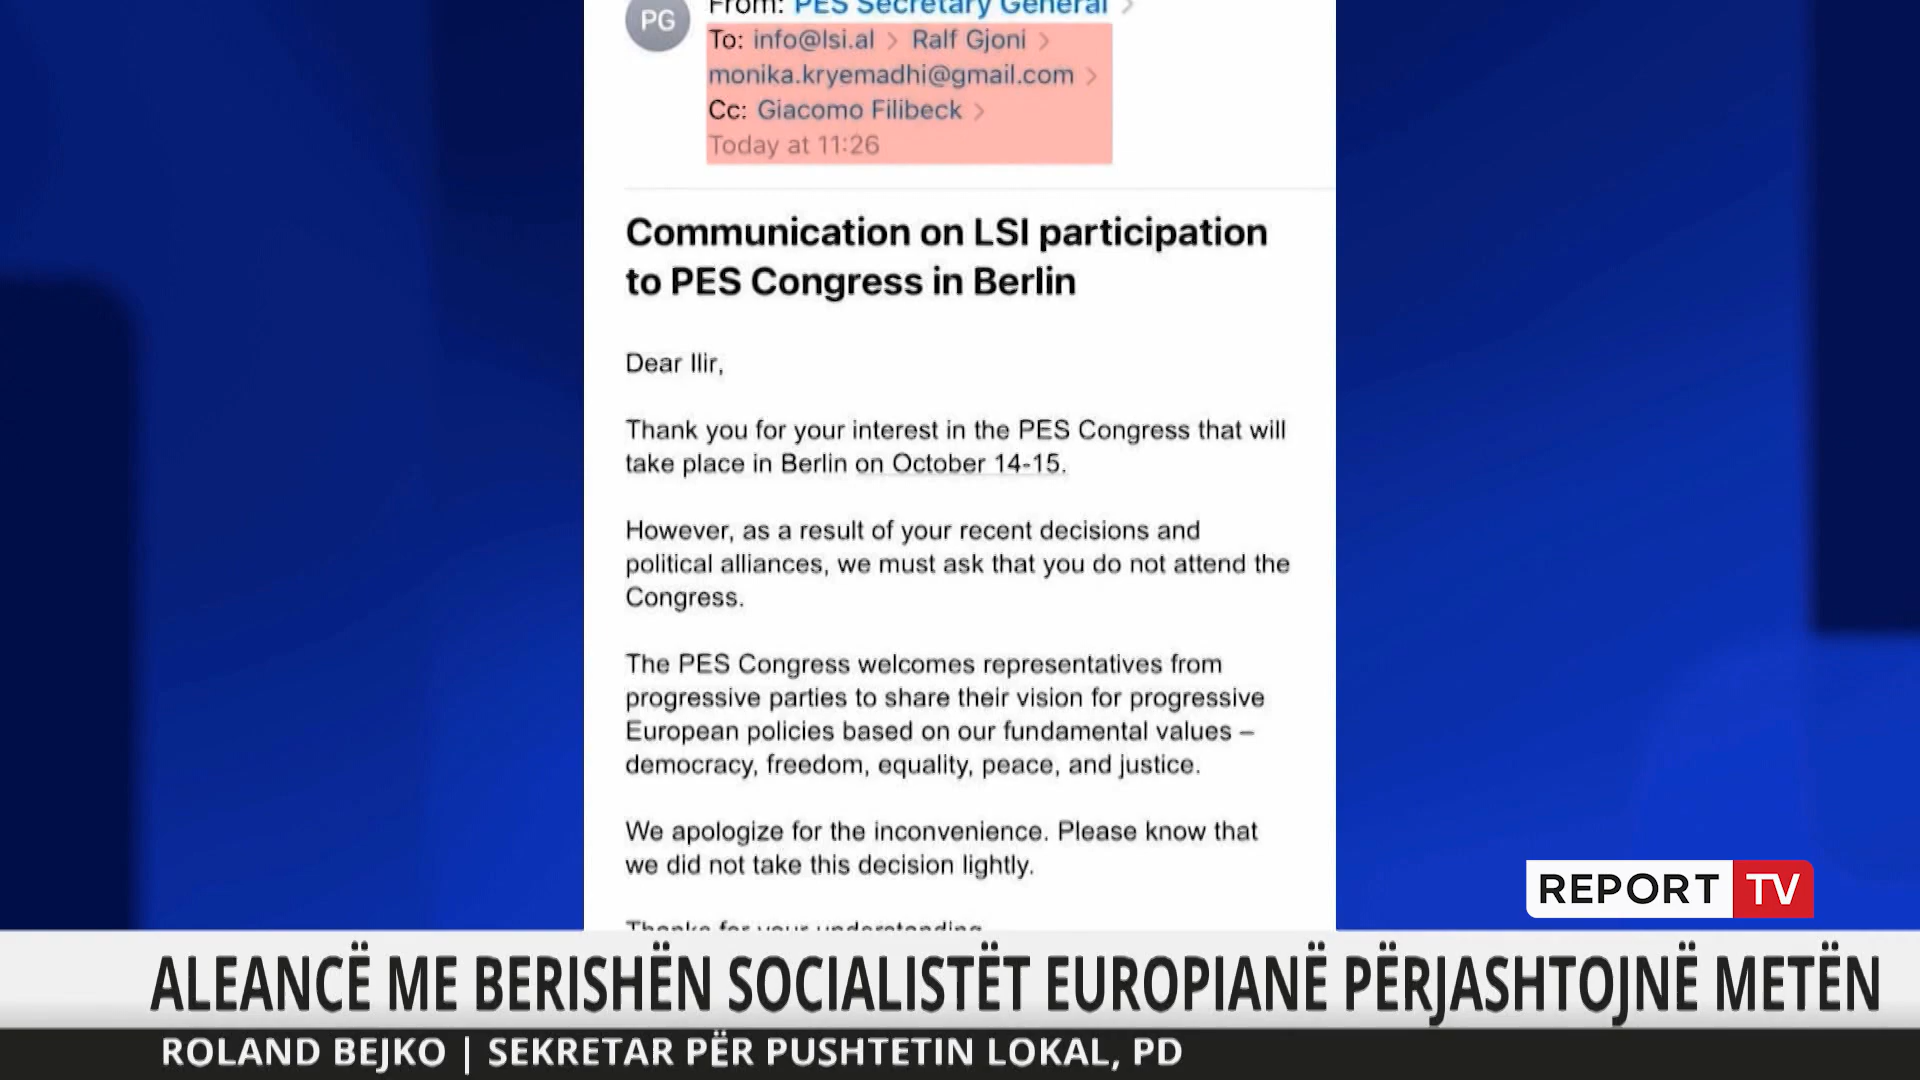 PG
From: PES Secretary General
To: info@lsi.al > Ralf Gjoni >
monika.kryemadhi@gmail.com >
Cc: Giacomo Filibeck >
Today at 11:26
Communication on LSI participation
to PES Congress in Berlin
Dear Ilir,
Thank you for your interest in the PES Congress that will
take place in Berlin on October 14-15.
However, as a result of your recent decisions and
political alliances, we must ask that you do not attend the
Congress.
The PES Congress welcomes representatives from
progressive parties to share their vision for progressive
European policies based on our fundamental values –
democracy, freedom, equality, peace, and justice.
We apologize for the inconvenience. Please know that
we did not take this decision lightly.
Thanks for your understanding
REPORT TV
ALEANCË ME BERISHËN SOCIALISTËT EUROPIANË PËRJASHTOJNË METËN
ROLAND BEJKO | SEKRETAR PËR PUSHTETIN LOKAL, PD